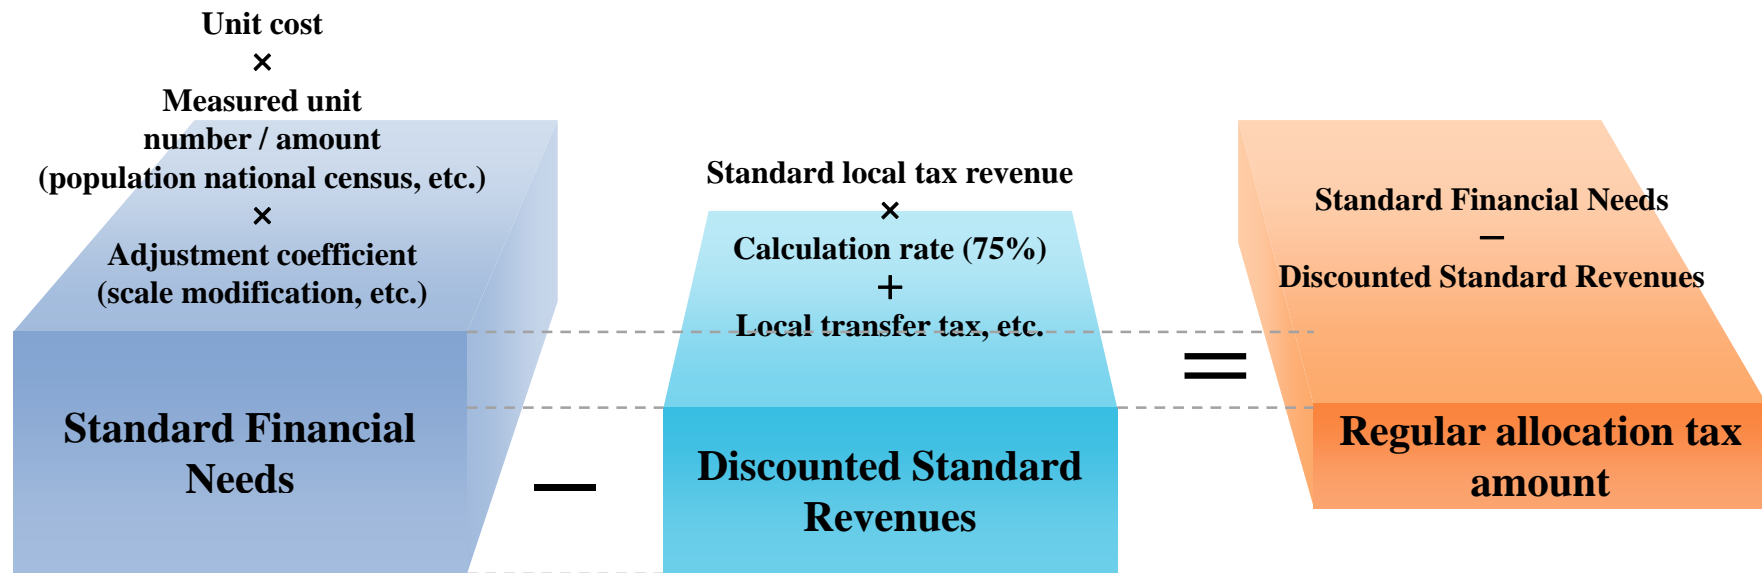 Unit cost
×
Measured unit
number / amount
(population national census, etc.)
×
Adjustment coefficient
(scale modification, etc.)
Standard Financial
Needs
−
Standard local tax revenue
×
Calculation rate (75%)
+
Local transfer tax, etc.
Discounted Standard
Revenues
=
Standard Financial Needs
−
Discounted Standard Revenues
Regular allocation tax
amount